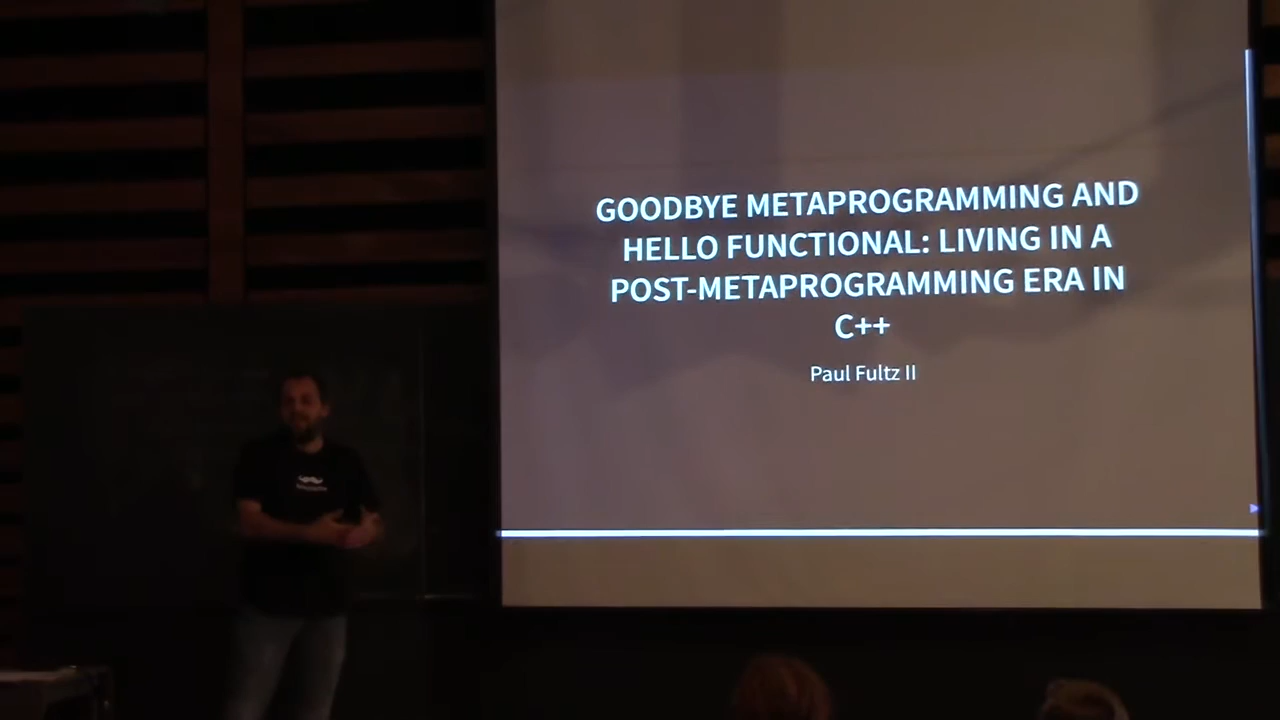 GOODBYE METAPROGRAMMING AND
HELLO FUNCTIONAL: LIVING IN A
POST-METAPROGRAMMING ERA IN
C++
Paul Fultz II